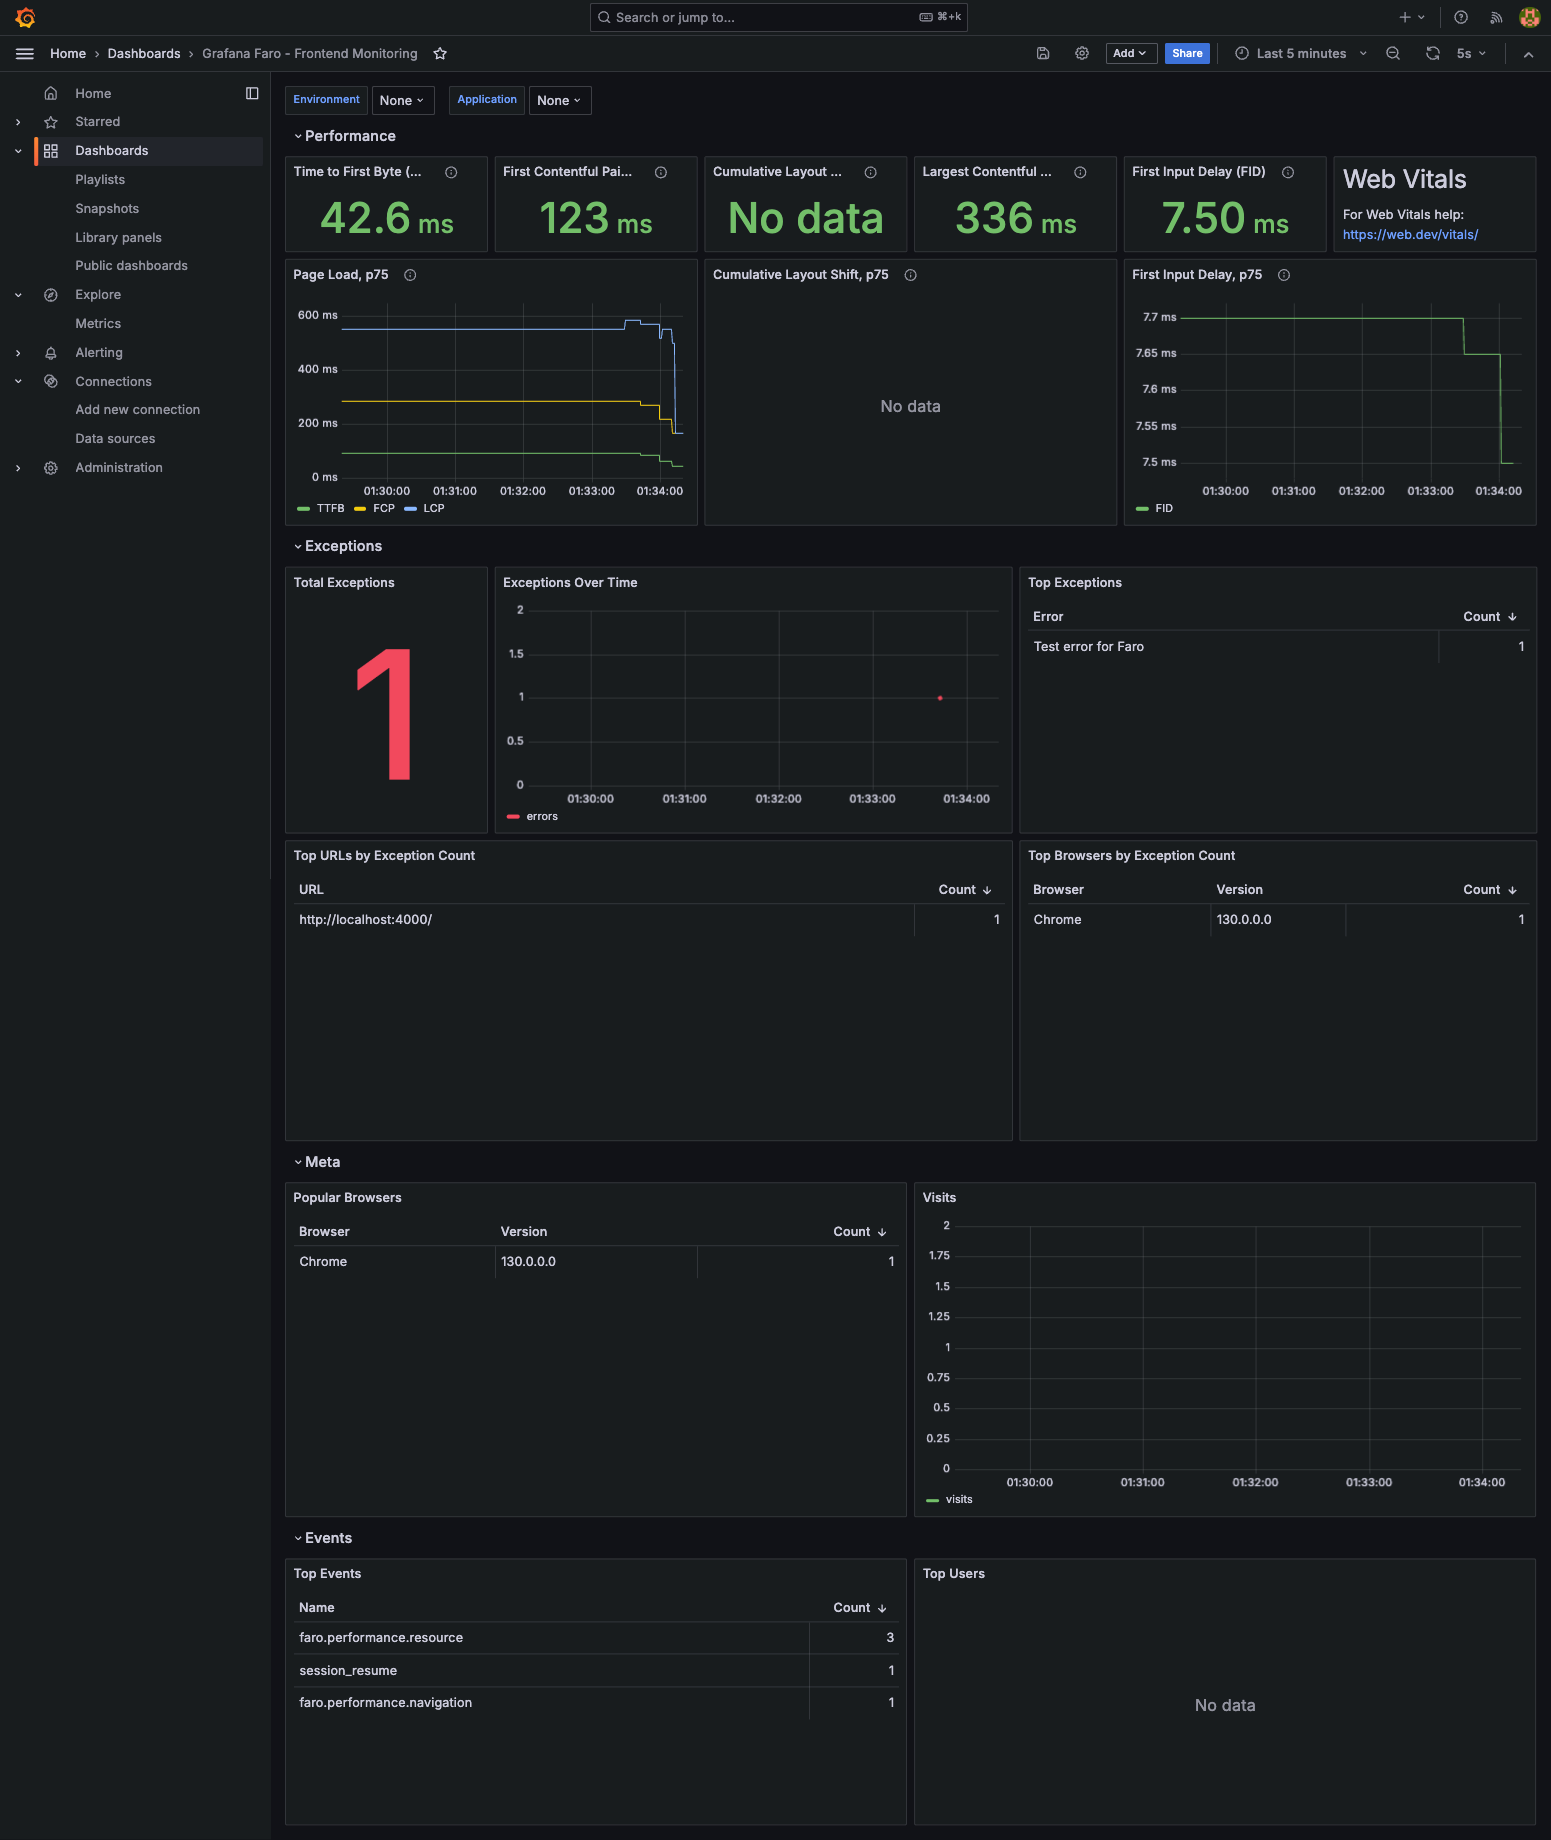 Search or jump to...
⌘+k
Home › Dashboards › Grafana Faro - Frontend Monitoring
Add
Share
Last 5 minutes
5s
Home
Starred
Dashboards
Playlists
Snapshots
Library panels
Public dashboards
Explore
Metrics
Alerting
Connections
Add new connection
Data sources
Administration
Environment
None
Application
None
Performance
Time to First Byte (...
42.6 ms
First Contentful Pai...
123 ms
Cumulative Layout ...
No data
Largest Contentful ...
336 ms
First Input Delay (FID)
7.50 ms
Web Vitals
For Web Vitals help:
https://web.dev/vitals/
Page Load, p75
600 ms
400 ms
200 ms
0 ms
01:30:00 01:31:00 01:32:00 01:33:00 01:34:00
TTFB FCP LCP
Cumulative Layout Shift, p75
No data
First Input Delay, p75
7.7 ms
7.65 ms
7.6 ms
7.55 ms
7.5 ms
01:30:00 01:31:00 01:32:00 01:33:00 01:34:00
FID
Exceptions
Total Exceptions
1
Exceptions Over Time
2
1.5
1
0.5
0
01:30:00 01:31:00 01:32:00 01:33:00 01:34:00
errors
Top Exceptions
Error Count
Test error for Faro 1
Top URLs by Exception Count
URL Count
http://localhost:4000/ 1
Top Browsers by Exception Count
Browser Version Count
Chrome 130.0.0.0 1
Meta
Popular Browsers
Browser Version Count
Chrome 130.0.0.0 1
Visits
2
1.75
1.5
1.25
1
0.75
0.5
0.25
0
01:30:00 01:31:00 01:32:00 01:33:00 01:34:00
visits
Events
Top Events
Name Count
faro.performance.resource 3
session_resume 1
faro.performance.navigation 1
Top Users
No data